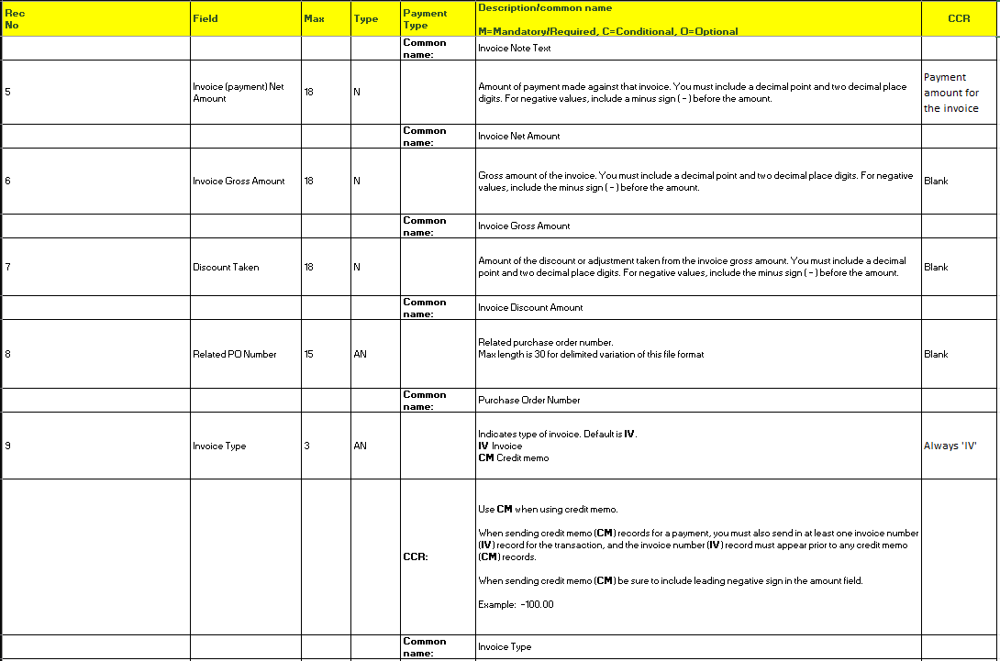 Rec No
Field
Max
Type
Payment Type
Description/common name
M=Mandatory/Required, C=Conditional, O=Optional
CCR
Common name:
Invoice Note Text
5
Invoice (payment) Net Amount
18
N
Amount of payment made against that invoice. You must include a decimal point and two decimal place
digits. For negative values, include a minus sign ( - ) before the amount.
Payment
amount for
the invoice
Common name:
Invoice Net Amount
6
Invoice Gross Amount
18
N
Gross amount of the invoice. You must include a decimal point and two decimal place digits. For negative
values, include the minus sign ( - ) before the amount.
Blank
Common name:
Invoice Gross Amount
7
Discount Taken
18
N
Amount of the discount or adjustment taken from the invoice gross amount. You must include a decimal
point and two decimal place digits. For negative values, include the minus sign ( - ) before the amount.
Blank
Common name:
Invoice Discount Amount
8
Related PO Number
15
AN
Related purchase order number.
Max length is 30 for delimited variation of this file format
Blank
Common name:
Purchase Order Number
9
Invoice Type
3
AN
Indicates type of invoice. Default is IV.
IV Invoice
CM Credit memo
Always 'IV'
CCR:
Use CM when using credit memo.
When sending credit memo (CM) records for a payment, you must also send in at least one invoice number
(IV) record for the transaction, and the invoice number (IV) record must appear prior to any credit memo
(CM) records.
When sending credit memo (CM) be sure to include leading negative sign in the amount field.
Example: -100.00
Common name:
Invoice Type